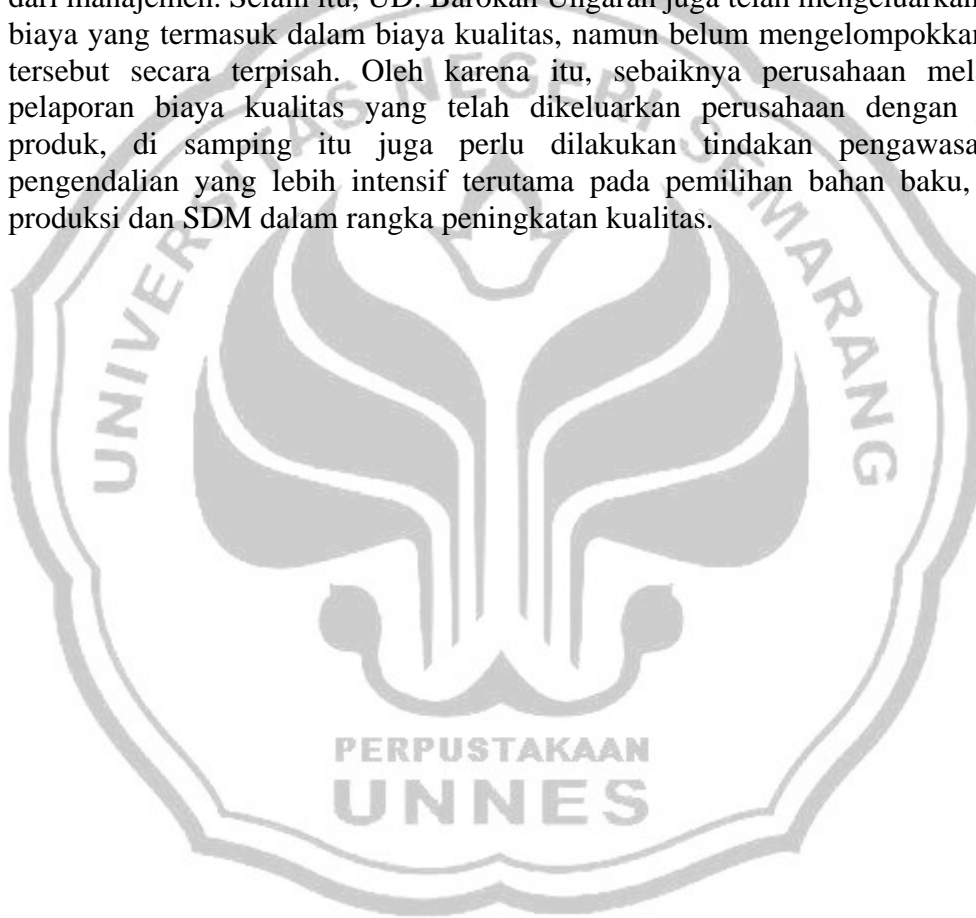 dari manajemen. Selain itu, UD. Barokah Ungaran juga telah mengeluarkan
biaya yang termasuk dalam biaya kualitas, namun belum mengelompokkan
tersebut secara terpisah. Oleh karena itu, sebaiknya perusahaan mel
pelaporan biaya kualitas yang telah dikeluarkan perusahaan dengan
produk, di samping itu juga perlu dilakukan tindakan pengawasa
pengendalian yang lebih intensif terutama pada pemilihan bahan baku,
produksi dan SDM dalam rangka peningkatan kualitas.
UNIVERSITAS NEGERI SEMARANG
PERPUSTAKAAN
UNNES